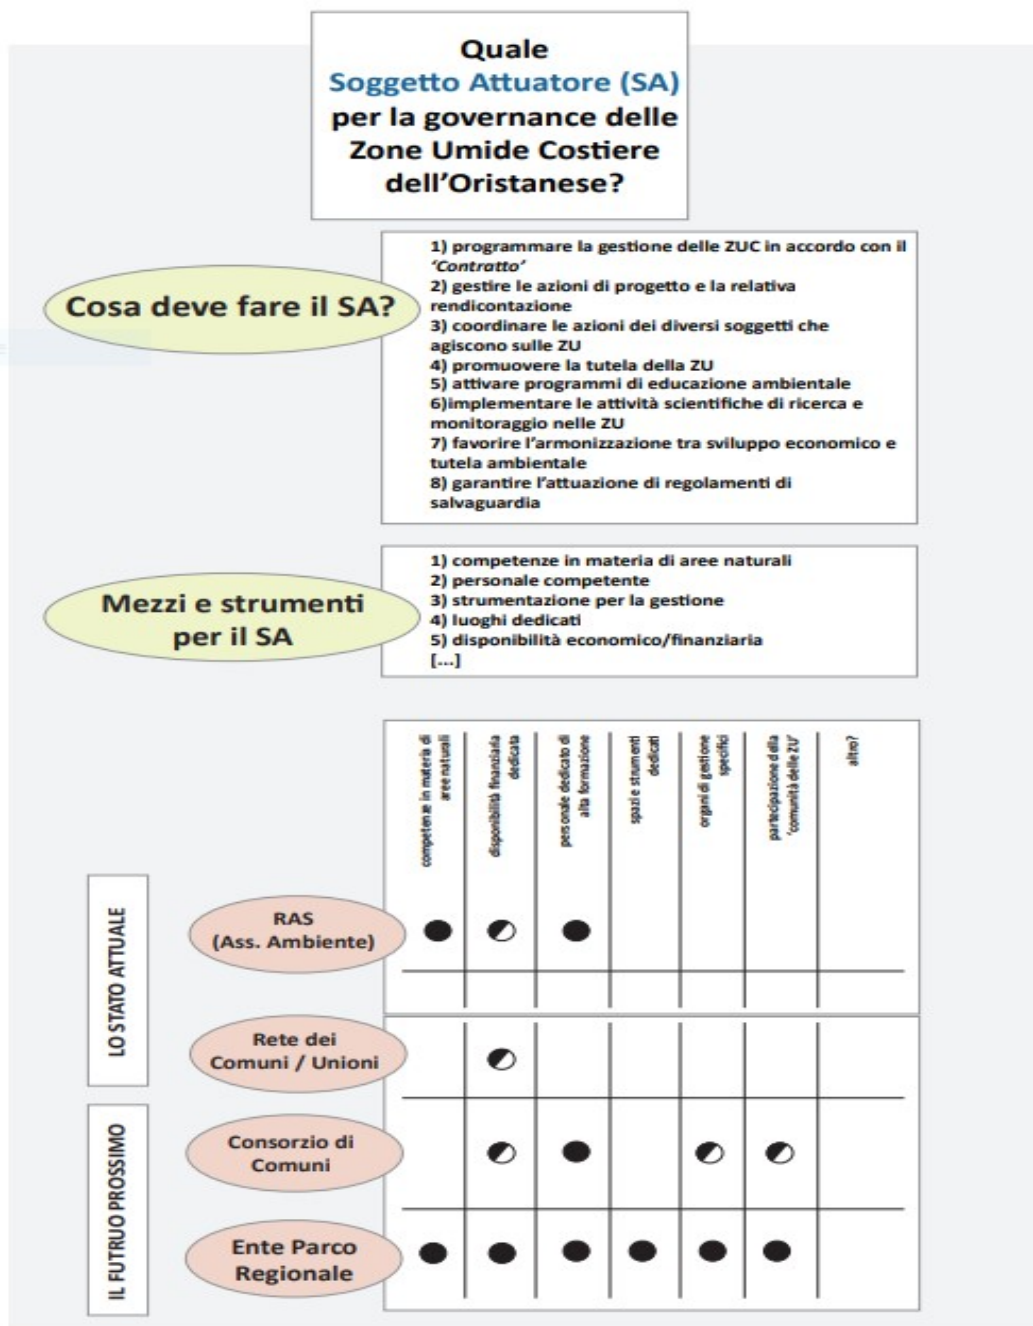 Quale
Soggetto Attuatore (SA)
per la governance delle
Zone Umide Costiere
dell'Oristanese?
Cosa deve fare il SA?
1) programmare la gestione delle ZUC in accordo con il
'Contratto'
2) gestire le azioni di progetto e la relativa
rendicontazione
3) coordinare le azioni dei diversi soggetti che
agiscono sulle ZU
4) promuovere la tutela della ZU
5) attivare programmi di educazione ambientale
6)implementare le attività scientifiche di ricerca e
monitoraggio nelle ZU
7) favorire l'armonizzazione tra sviluppo economico e
tutela ambientale
8) garantire l'attuazione di regolamenti di
salvaguardia
Mezzi e strumenti
per il SA
1) competenze in materia di aree naturali
2) personale competente
3) strumentazione per la gestione
4) luoghi dedicati
5) disponibilità economico/finanziaria
[...]
competenze in materia di
aree naturali
disponibilità finanziaria
dedicata
personale dedicato di
alta formazione
spazi e strumenti
dedicati
organi di gestione
specifici
partecipazione della
'comunità delle ZU'
altro?
LO STATO ATTUALE
RAS
(Ass. Ambiente)
Rete dei
Comuni / Unioni
IL FUTRUO PROSSIMO
Consorzio di
Comuni
Ente Parco
Regionale